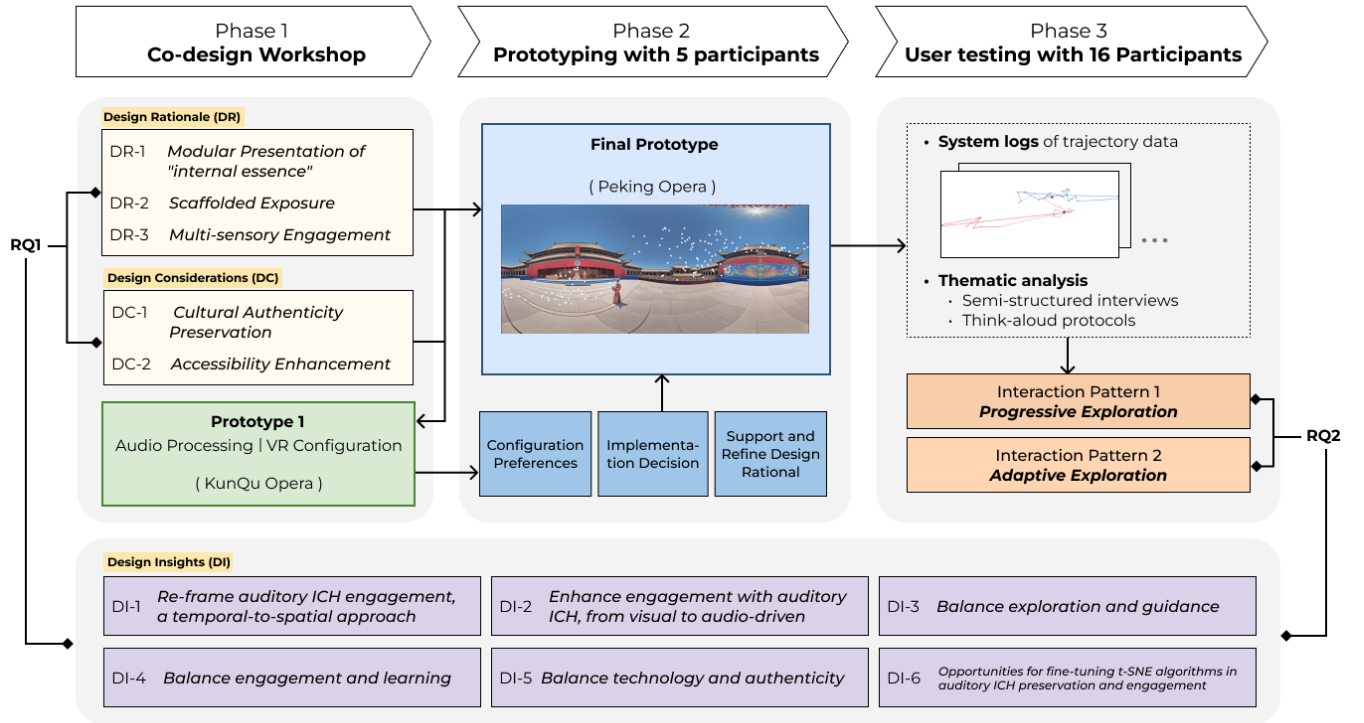 Phase 1
Co-design Workshop
Phase 2
Prototyping with 5 participants
Phase 3
User testing with 16 Participants
RQ1
Design Rationale (DR)
DR-1 Modular Presentation of
"internal essence"
DR-2 Scaffolded Exposure
DR-3 Multi-sensory Engagement
Design Considerations (DC)
DC-1 Cultural Authenticity
Preservation
DC-2 Accessibility Enhancement
Prototype 1
Audio Processing | VR Configuration
( KunQu Opera )
Final Prototype
( Peking Opera )
Configuration
Preferences
Implementa-
tion Decision
Support and
Refine Design
Rational
• System logs of trajectory data
• Thematic analysis
· Semi-structured interviews
· Think-aloud protocols
Interaction Pattern 1
Progressive Exploration
Interaction Pattern 2
Adaptive Exploration
RQ2
Design Insights (DI)
DI-1 Re-frame auditory ICH engagement,
a temporal-to-spatial approach
DI-2 Enhance engagement with auditory
ICH, from visual to audio-driven
DI-3 Balance exploration and guidance
DI-4 Balance engagement and learning
DI-5 Balance technology and authenticity
DI-6 Opportunities for fine-tuning t-SNE algorithms in
auditory ICH preservation and engagement